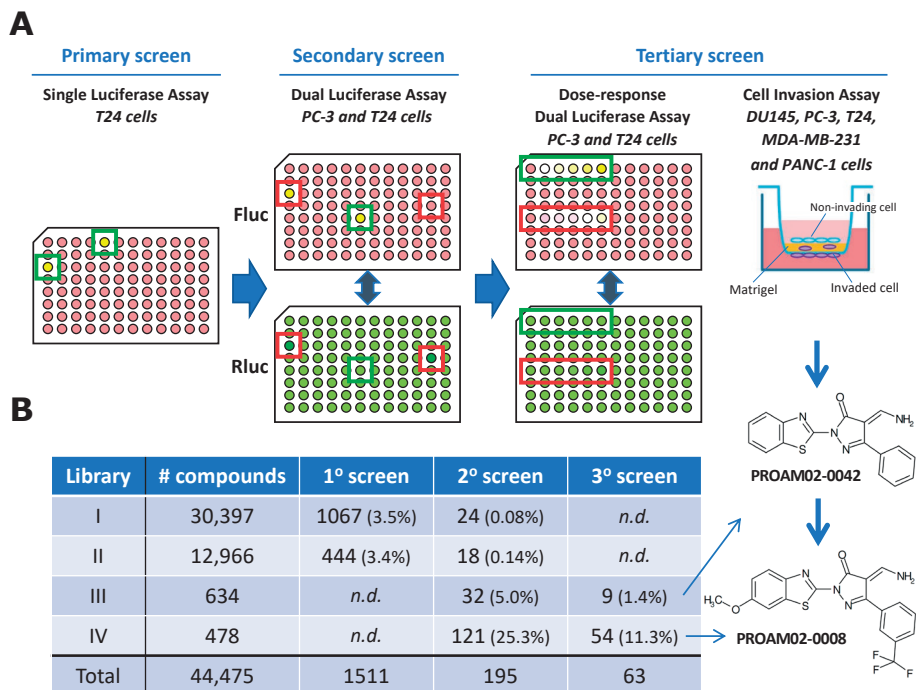 A
Primary screen
Single Luciferase Assay
T24 cells
Secondary screen
Dual Luciferase Assay
PC-3 and T24 cells
Tertiary screen
Dose-response
Dual Luciferase Assay
PC-3 and T24 cells
Cell Invasion Assay
DU145, PC-3, T24,
MDA-MB-231
and PANC-1 cells
Fluc
Rluc
Non-invading cell
Matrigel
Invaded cell
O
N
N
S
N
NH2
PROAM02-0042
O
N
N
S
N
NH2
O
CH3
F
F
F
PROAM02-0008
B
Library # compounds 1o screen 2o screen 3o screen
I 30,397 1067 (3.5%) 24 (0.08%) n.d.
II 12,966 444 (3.4%) 18 (0.14%) n.d.
III 634 n.d. 32 (5.0%) 9 (1.4%)
IV 478 n.d. 121 (25.3%) 54 (11.3%)
Total 44,475 1511 195 63